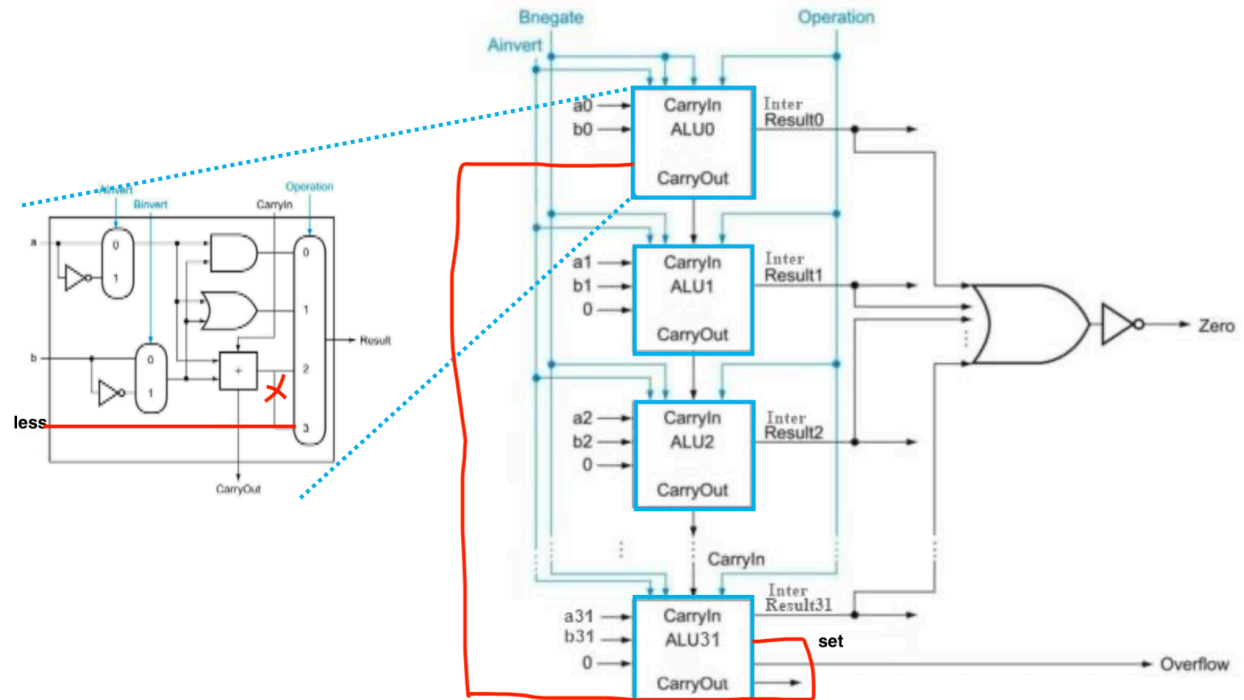 Bnegate
Operation
Ainvert
a0
b0
CarryIn
ALU0
CarryOut
Inter
Result0
Ainvert
Binvert
CarryIn
Operation
a
0
1
b
0
1
+
0
1
2
3
Result
less
CarryOut
a1
b1
0
CarryIn
ALU1
CarryOut
Inter
Result1
Zero
a2
b2
0
CarryIn
ALU2
CarryOut
Inter
Result2
CarryIn
a31
b31
0
CarryIn
ALU31
CarryOut
Inter
Result31
set
Overflow